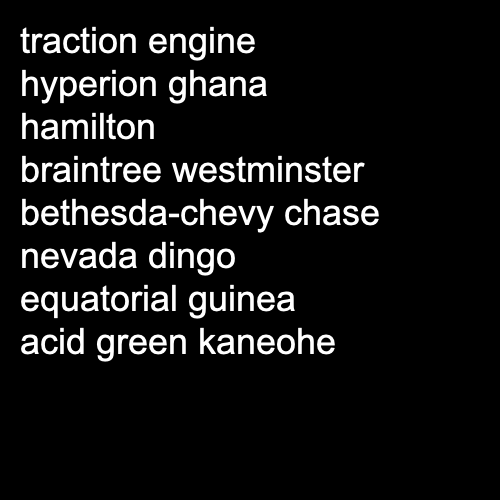 traction engine
hyperion ghana
hamilton
braintree westminster
bethesda-chevy chase
nevada dingo
equatorial guinea
acid green kaneohe